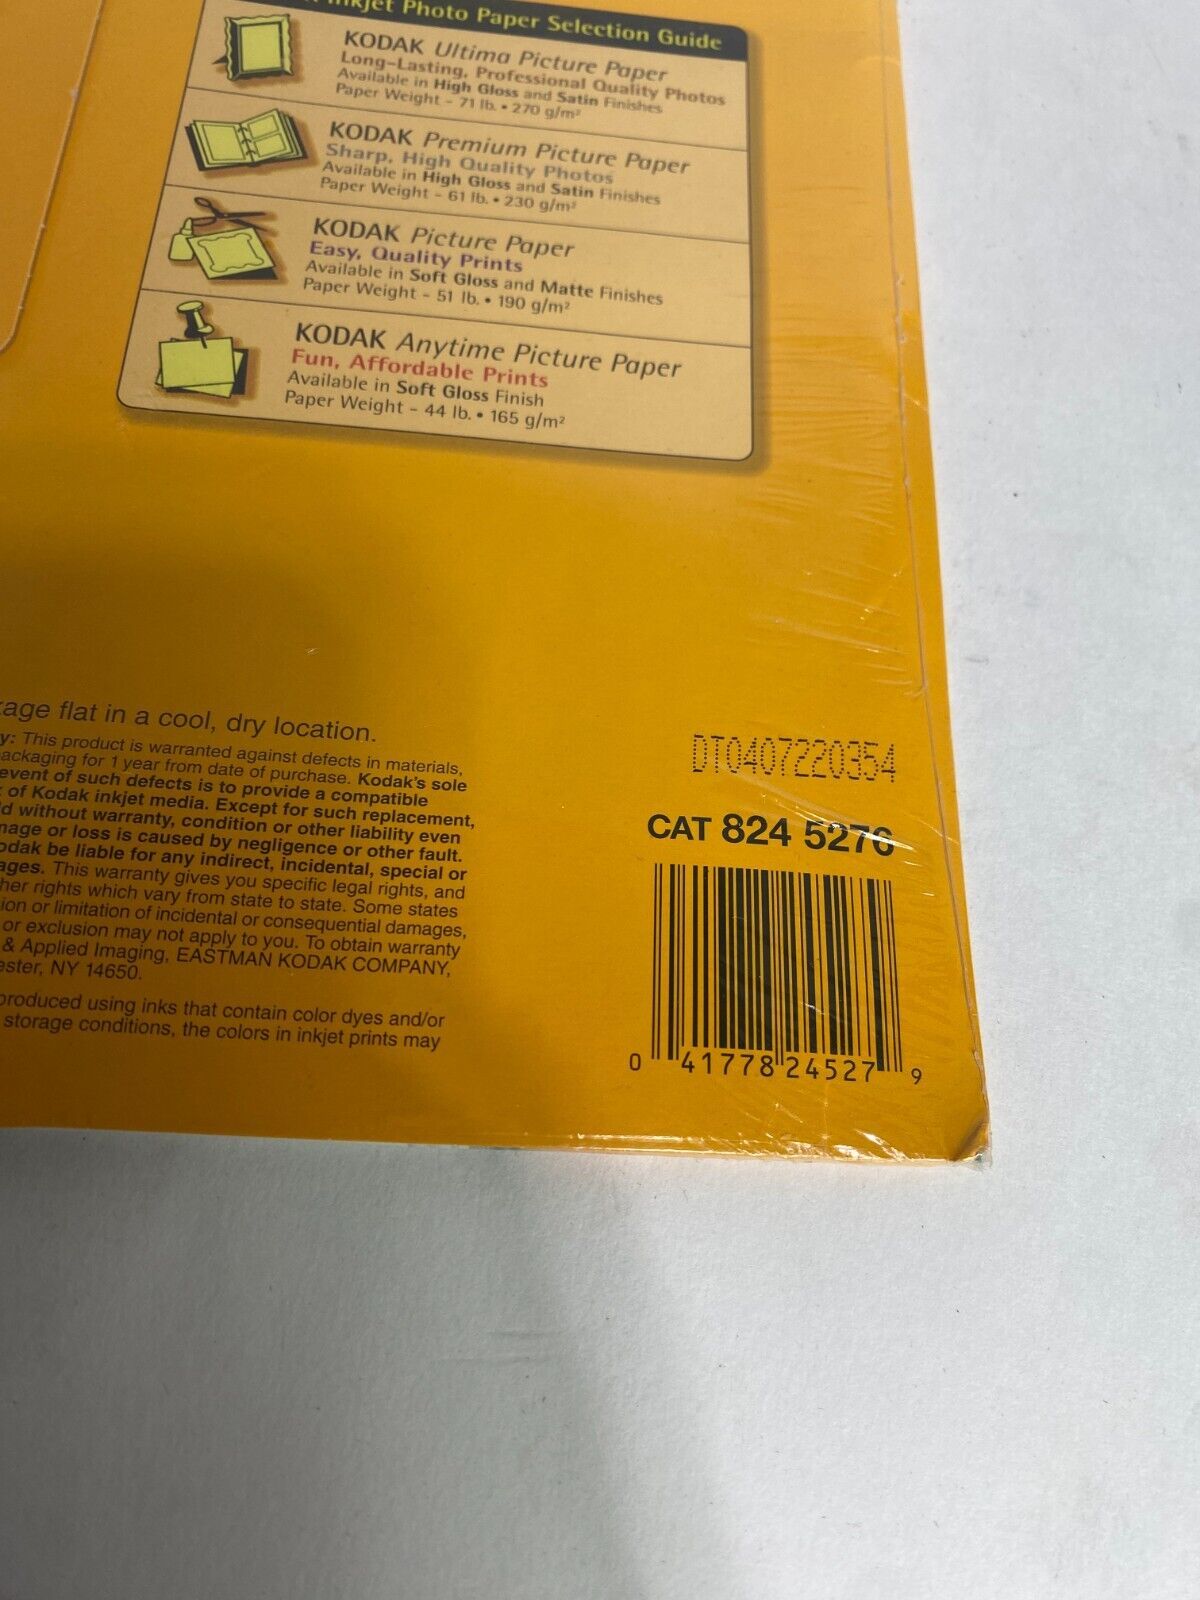 Inkjet Photo Paper Selection Guide
KODAK Ultima Picture Paper
Long-Lasting, Professional Quality Photos
Available in High Gloss and Satin Finishes
Paper Weight - 71 lb. • 270 g/m²
KODAK Premium Picture Paper
Sharp, High Quality Photos
Available in High Gloss and Satin Finishes
Paper Weight - 61 lb. • 230 g/m²
KODAK Picture Paper
Easy, Quality Prints
Available in Soft Gloss and Matte Finishes
Paper Weight - 51 lb. • 190 g/m²
KODAK Anytime Picture Paper
Fun, Affordable Prints
Available in Soft Gloss Finish
Paper Weight - 44 lb. • 165 g/m²
kage flat in a cool, dry location.
y: This product is warranted against defects in materials,
ackaging for 1 year from date of purchase. Kodak's sole
event of such defects is to provide a compatible
of Kodak inkjet media. Except for such replacement,
d without warranty, condition or other liability even
mage or loss is caused by negligence or other fault.
odak be liable for any indirect, incidental, special or
ages. This warranty gives you specific legal rights, and
her rights which vary from state to state. Some states
ion or limitation of incidental or consequential damages,
or exclusion may not apply to you. To obtain warranty
& Applied Imaging, EASTMAN KODAK COMPANY,
ester, NY 14650.
produced using inks that contain color dyes and/or
storage conditions, the colors in inkjet prints may
DT0407220354
CAT 824 5276
0 41778 24527 9